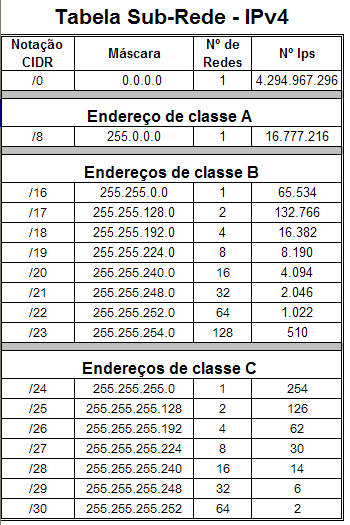 Tabela Sub-Rede - IPv4
Notação CIDR Máscara Nº de Redes Nº Ips
/0 0.0.0.0 1 4.294.967.296
Endereço de classe A
/8 255.0.0.0 1 16.777.216
Endereços de classe B
/16 255.255.0.0 1 65.534
/17 255.255.128.0 2 132.766
/18 255.255.192.0 4 16.382
/19 255.255.224.0 8 8.190
/20 255.255.240.0 16 4.094
/21 255.255.248.0 32 2.046
/22 255.255.252.0 64 1.022
/23 255.255.254.0 128 510
Endereços de classe C
/24 255.255.255.0 1 254
/25 255.255.255.128 2 126
/26 255.255.255.192 4 62
/27 255.255.255.224 8 30
/28 255.255.255.240 16 14
/29 255.255.255.248 32 6
/30 255.255.255.252 64 2